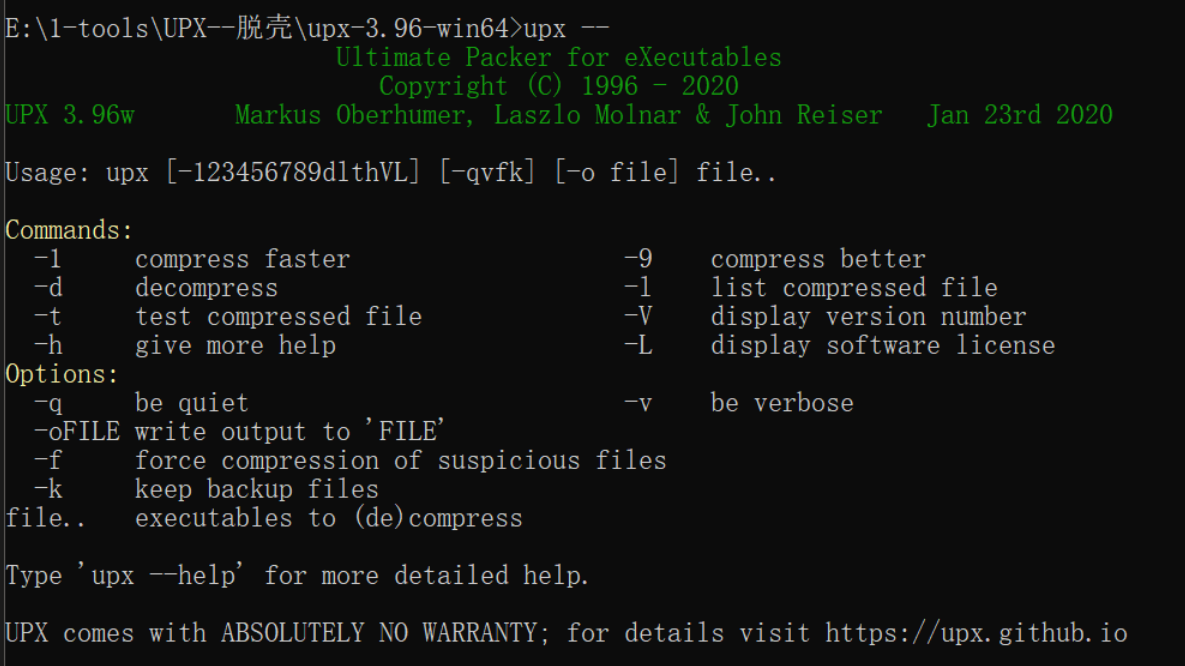 E:\1-tools\UPX--脱壳\upx-3.96-win64>upx --
Ultimate Packer for eXecutables
Copyright (C) 1996 - 2020
UPX 3.96w Markus Oberhumer, Laszlo Molnar & John Reiser Jan 23rd 2020
Usage: upx [-123456789dlthVL] [-qvfk] [-o file] file..
Commands:
-1 compress faster -9 compress better
-d decompress -l list compressed file
-t test compressed file -V display version number
-h give more help -L display software license
Options:
-q be quiet -v be verbose
-oFILE write output to 'FILE'
-f force compression of suspicious files
-k keep backup files
file.. executables to (de)compress
Type 'upx --help' for more detailed help.
UPX comes with ABSOLUTELY NO WARRANTY; for details visit https://upx.github.io